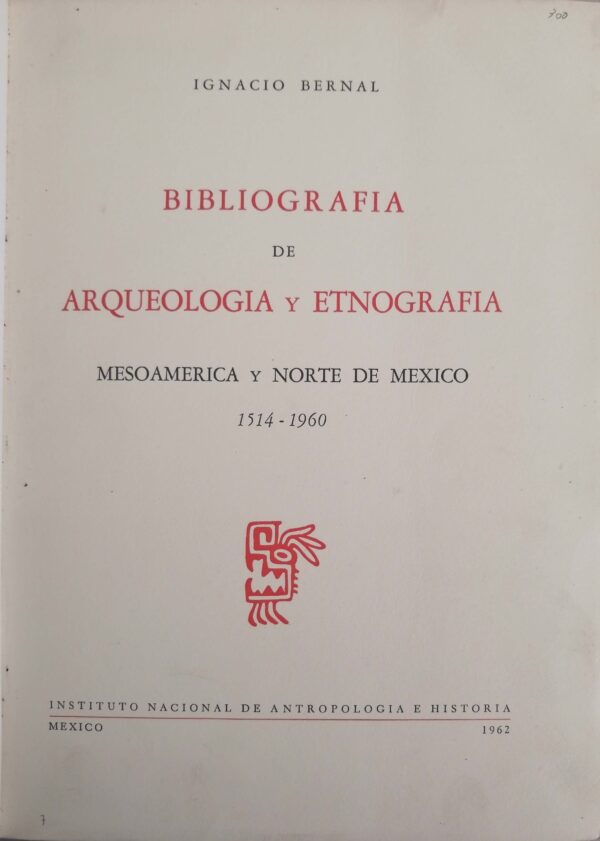 700
IGNACIO BERNAL
BIBLIOGRAFIA
DE
ARQUEOLOGIA Y ETNOGRAFIA
MESOAMERICA Y NORTE DE MEXICO
1514 - 1960
INSTITUTO NACIONAL DE ANTROPOLOGIA E HISTORIA
MEXICO 1962